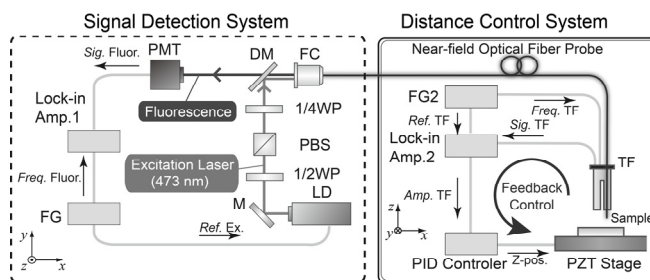 Signal Detection System
Distance Control System
Sig. Fluor.
PMT
DM
FC
Near-field Optical Fiber Probe
Fluorescence
1/4WP
FG2
Freq. TF
Lock-in
Amp.1
Ref. TF
Sig. TF
PBS
Lock-in
Amp.2
TF
Excitation Laser
(473 nm)
1/2WP
Freq. Fluor.
Amp. TF
Feedback
Control
M
LD
Sample
FG
Ref. Ex.
y
z
x
z
y
x
PID Controler
Z-pos.
PZT Stage